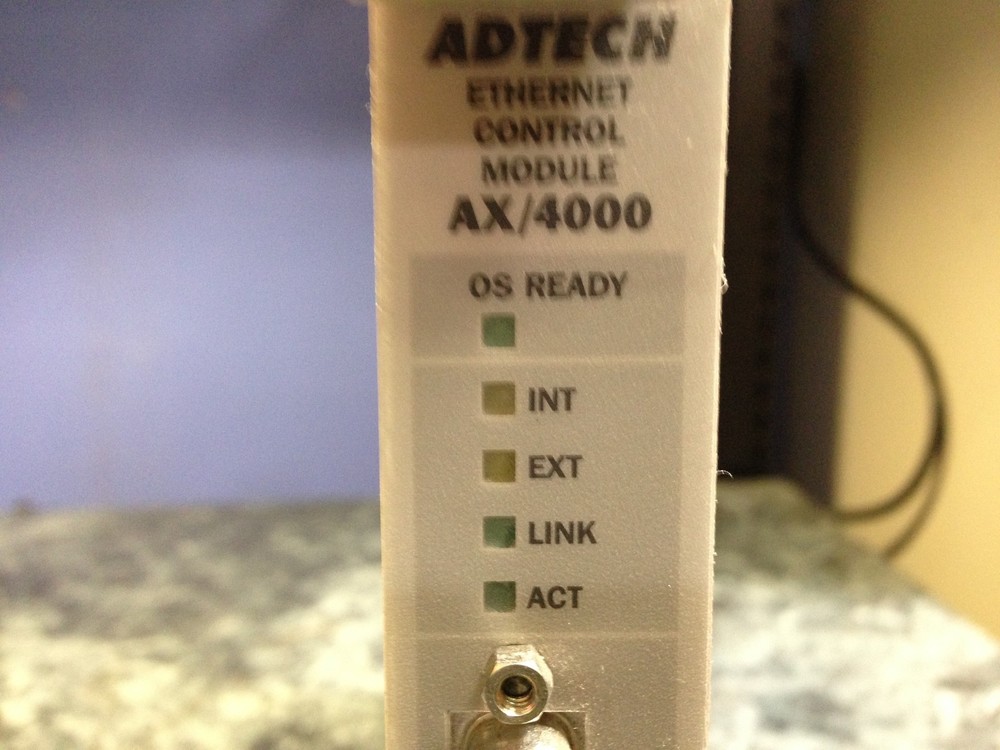 ADTECH
ETHERNET
CONTROL
MODULE
AX/4000
OS READY
INT
EXT
LINK
ACT